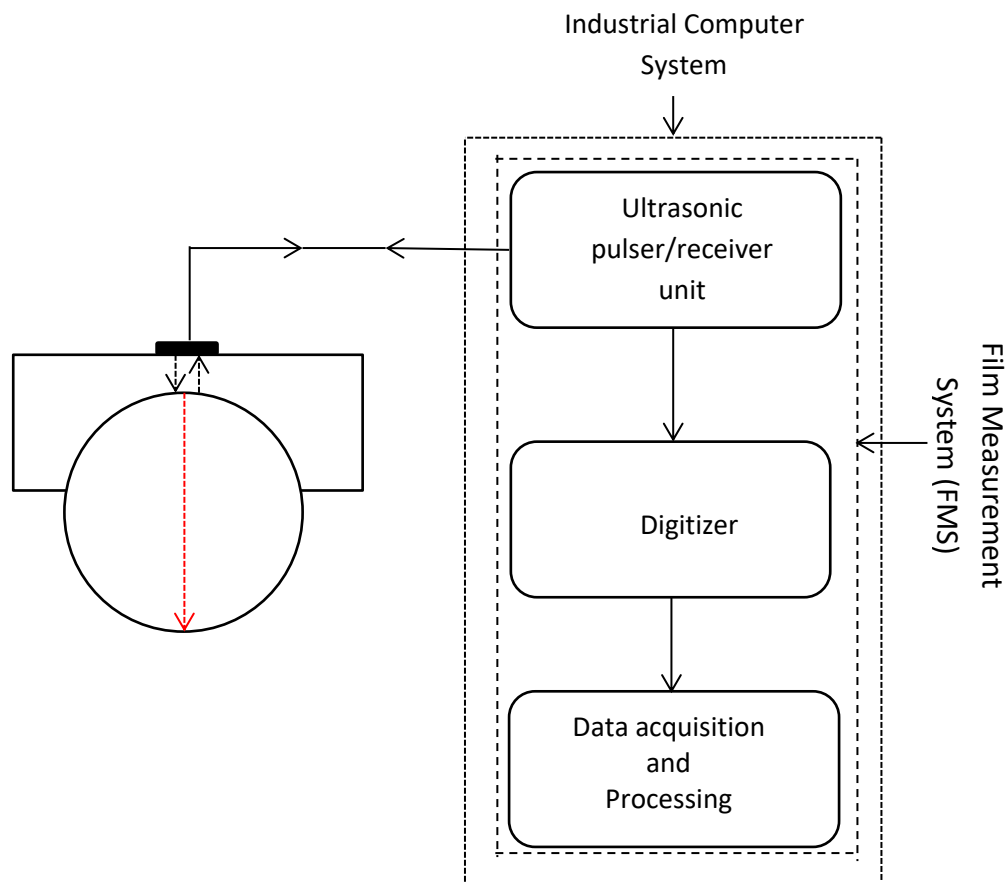 Industrial Computer
System
Ultrasonic
pulser/receiver
unit
Digitizer
Data acquisition
and
Processing
Film Measurement
System (FMS)